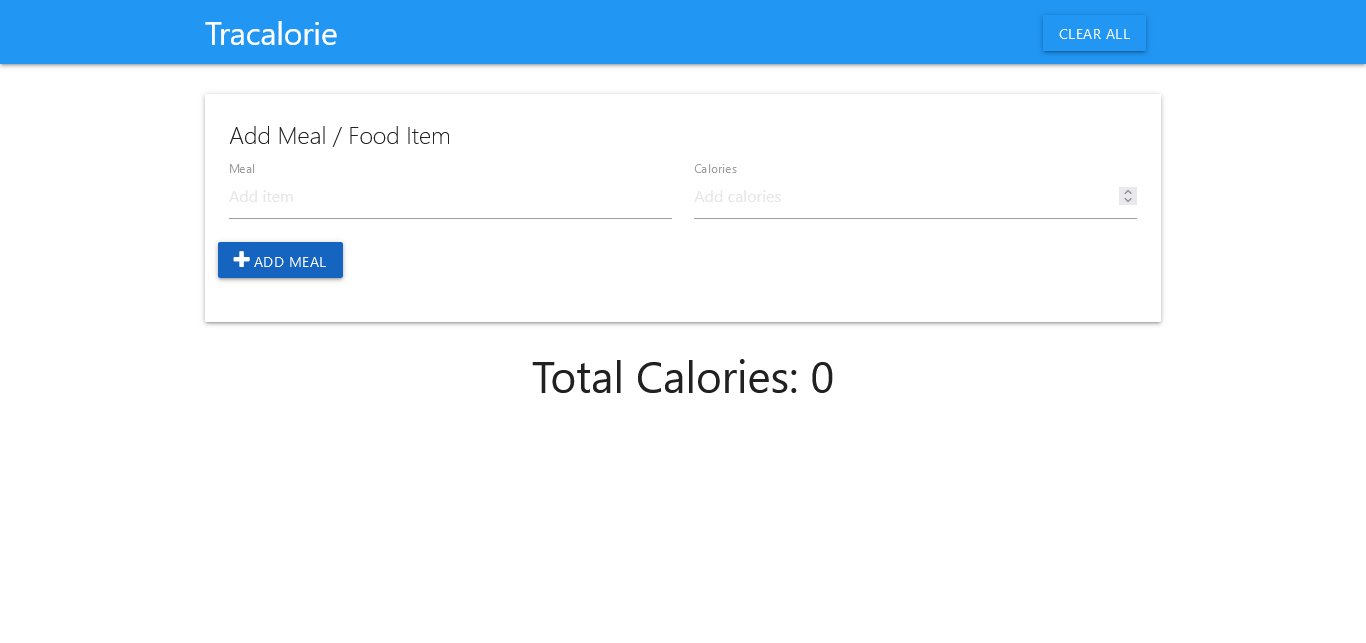 Tracalorie
CLEAR ALL
Add Meal / Food Item
Meal
Calories
Add item
Add calories
ADD MEAL
Total Calories: 0